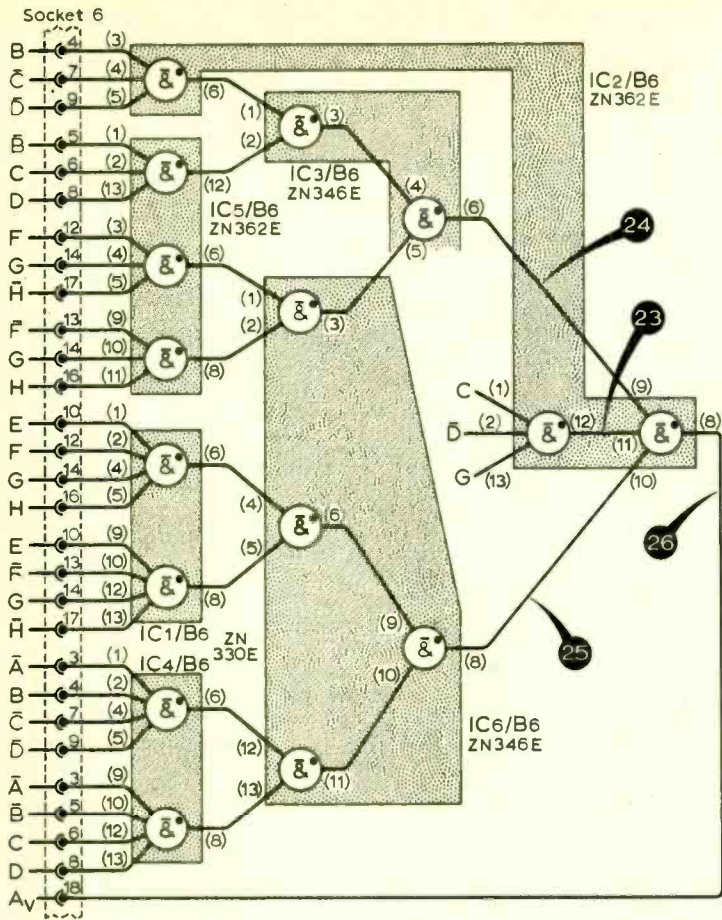 Socket 6
B 4 (3)
C̄ 7 (4) & (6)
D̄ 9 (5)
B̄ 5 (1)
C 6 (2) & (12)
D 8 (13)
F 12 (3)
G 14 (4) & (6)
H̄ 17 (5)
F̄ 13 (9)
G 14 (10) & (8)
H 16 (11)
E 10 (1)
F 12 (2) & (6)
G 14 (4)
H 16 (5)
E 10 (9)
F̄ 13 (10) & (8)
G 14 (12)
H̄ 17 (13)
IC1/B6 ZN
IC4/B6 330E
Ā 3 (1)
B 4 (2) & (6)
C̄ 7 (4)
D̄ 9 (5)
Ā 3 (9)
B̄ 5 (10) & (8)
C 6 (12)
D 8 (13)
AV 18
(1) & (3)
(2)
IC3/B6
ZN346E
IC5/B6
ZN362E
(1) & (3)
(2)
(4) & (6)
(5)
(4) & (6)
(5)
(12) & (11)
(13)
(9) & (8)
(10)
IC6/B6
ZN346E
IC2/B6
ZN362E
24
23
C (1)
D̄ (2) & (12)
G (13)
(9)
(11) & (8)
(10)
26
25